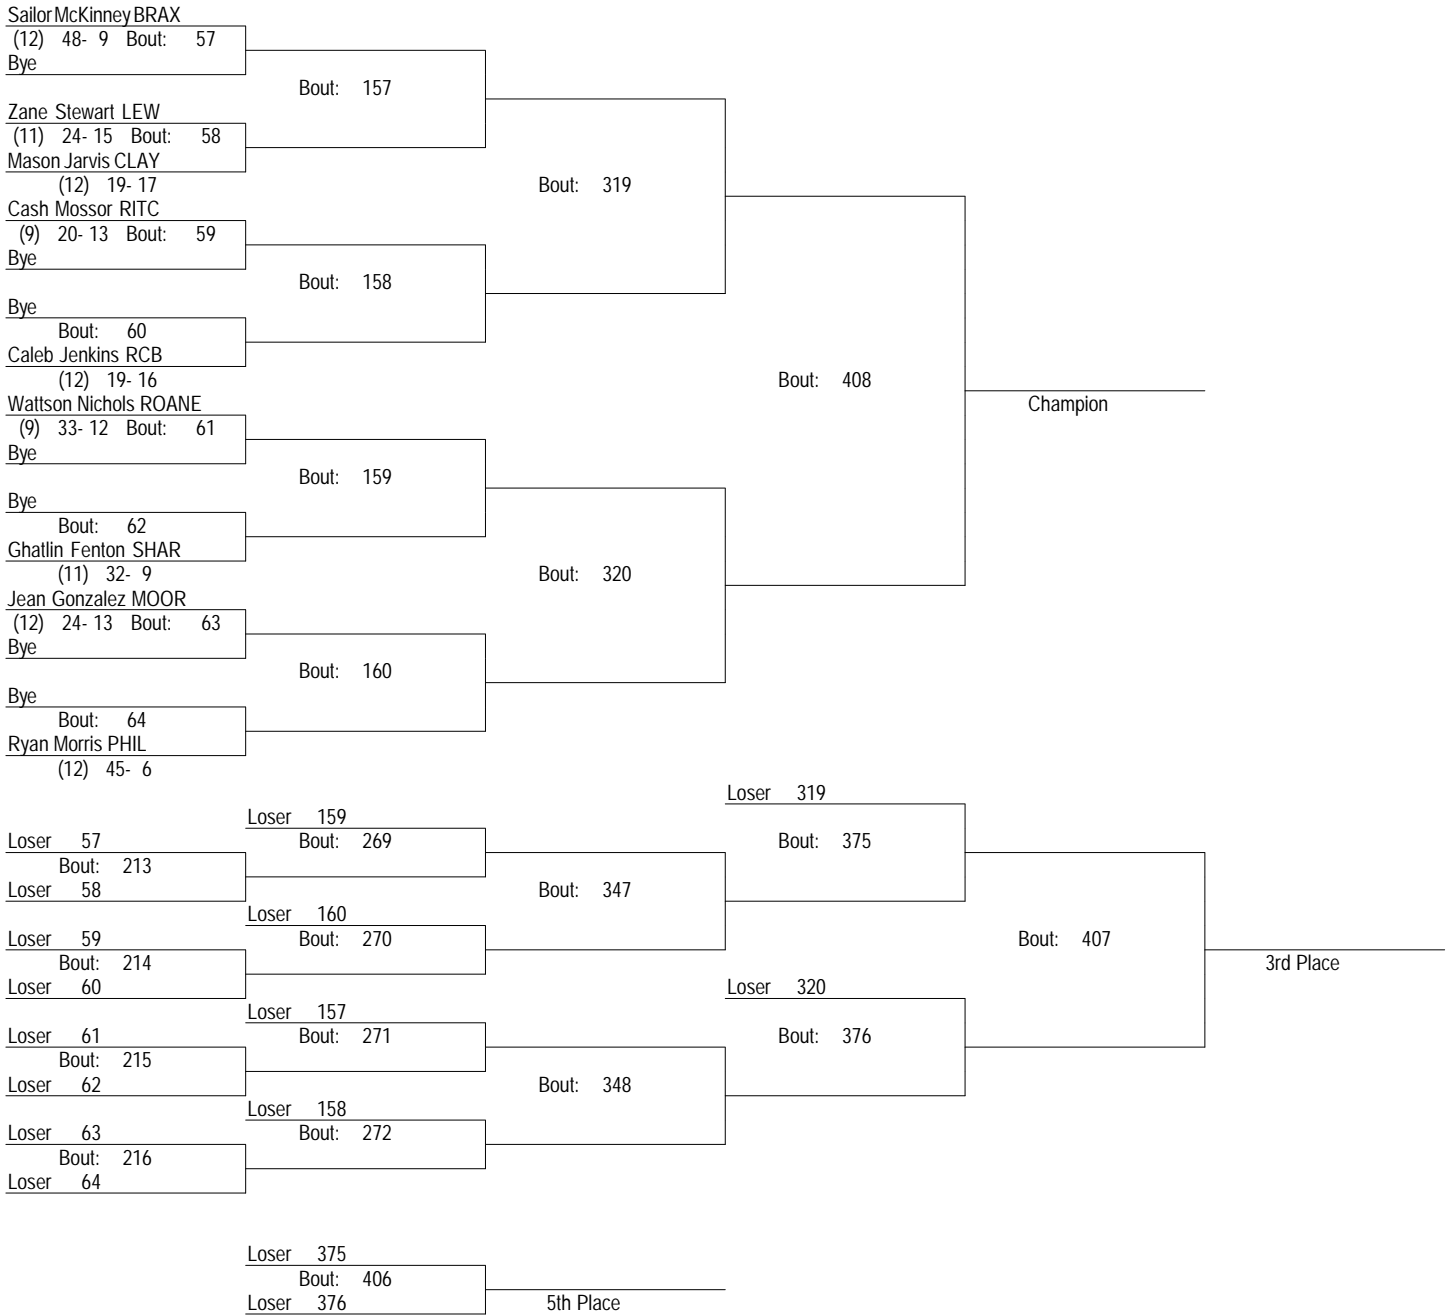 Sailor McKinney BRAX
(12) 48- 9 Bout: 57
Bye
Bout: 157
Zane Stewart LEW
(11) 24- 15 Bout: 58
Mason Jarvis CLAY
(12) 19- 17
Bout: 319
Cash Mossor RITC
(9) 20- 13 Bout: 59
Bye
Bout: 158
Bye
Bout: 60
Caleb Jenkins RCB
(12) 19- 16
Bout: 408
Wattson Nichols ROANE
Champion
(9) 33- 12 Bout: 61
Bye
Bout: 159
Bye
Bout: 62
Ghatlin Fenton SHAR
(11) 32- 9
Bout: 320
Jean Gonzalez MOOR
(12) 24- 13 Bout: 63
Bye
Bout: 160
Bye
Bout: 64
Ryan Morris PHIL
(12) 45- 6
Loser 319
Loser 159
Loser 57
Bout: 269
Bout: 375
Bout: 213
Loser 58
Bout: 347
Loser 160
Loser 59
Bout: 270
Bout: 407
Bout: 214
3rd Place
Loser 60
Loser 320
Loser 157
Loser 61
Bout: 271
Bout: 376
Bout: 215
Loser 62
Bout: 348
Loser 158
Loser 63
Bout: 272
Bout: 216
Loser 64
Loser 375
Bout: 406
Loser 376
5th Place